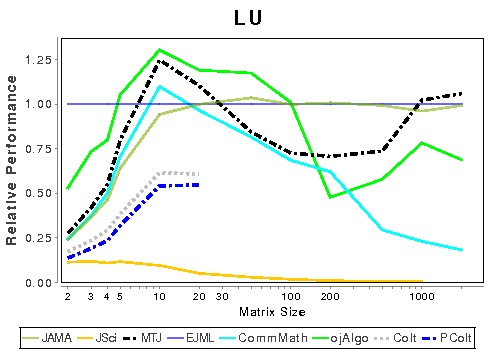 LU
Relative Performance
1.25
1.00
0.75
0.50
0.25
0.00
2 3 4 5 10 20 30 100 200 1000
Matrix Size
JAMA JSci MTJ EJML CommMath ojAlgo Colt PColt